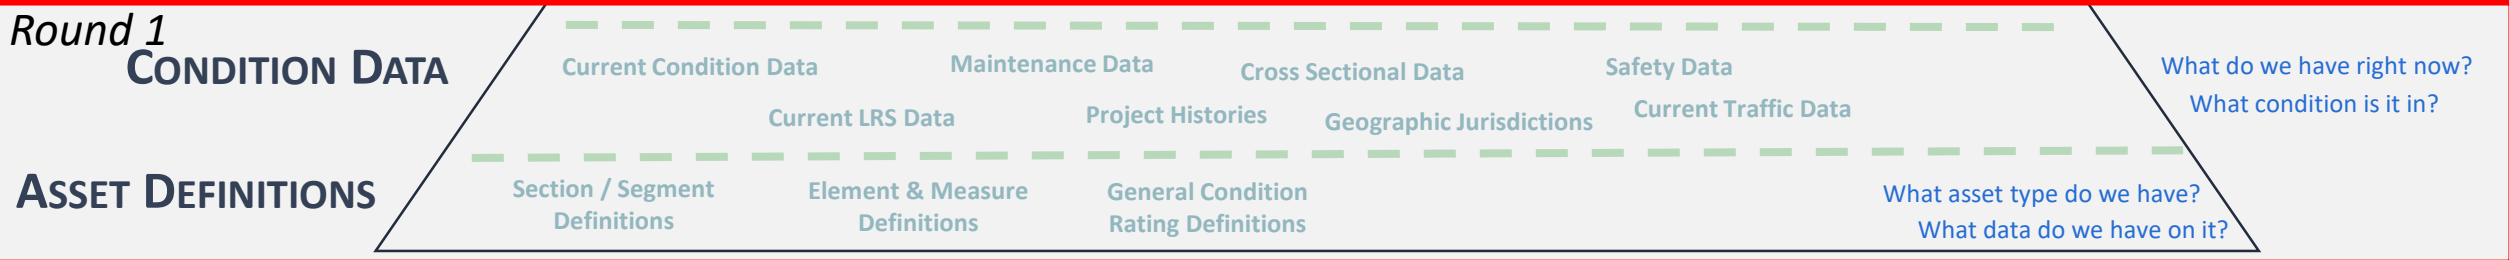 Round 1
CONDITION DATA
Current Condition Data
Maintenance Data
Cross Sectional Data
Safety Data
Current LRS Data
Project Histories
Geographic Jurisdictions
Current Traffic Data
What do we have right now?
What condition is it in?
ASSET DEFINITIONS
Section / Segment
Definitions
Element & Measure
Definitions
General Condition
Rating Definitions
What asset type do we have?
What data do we have on it?